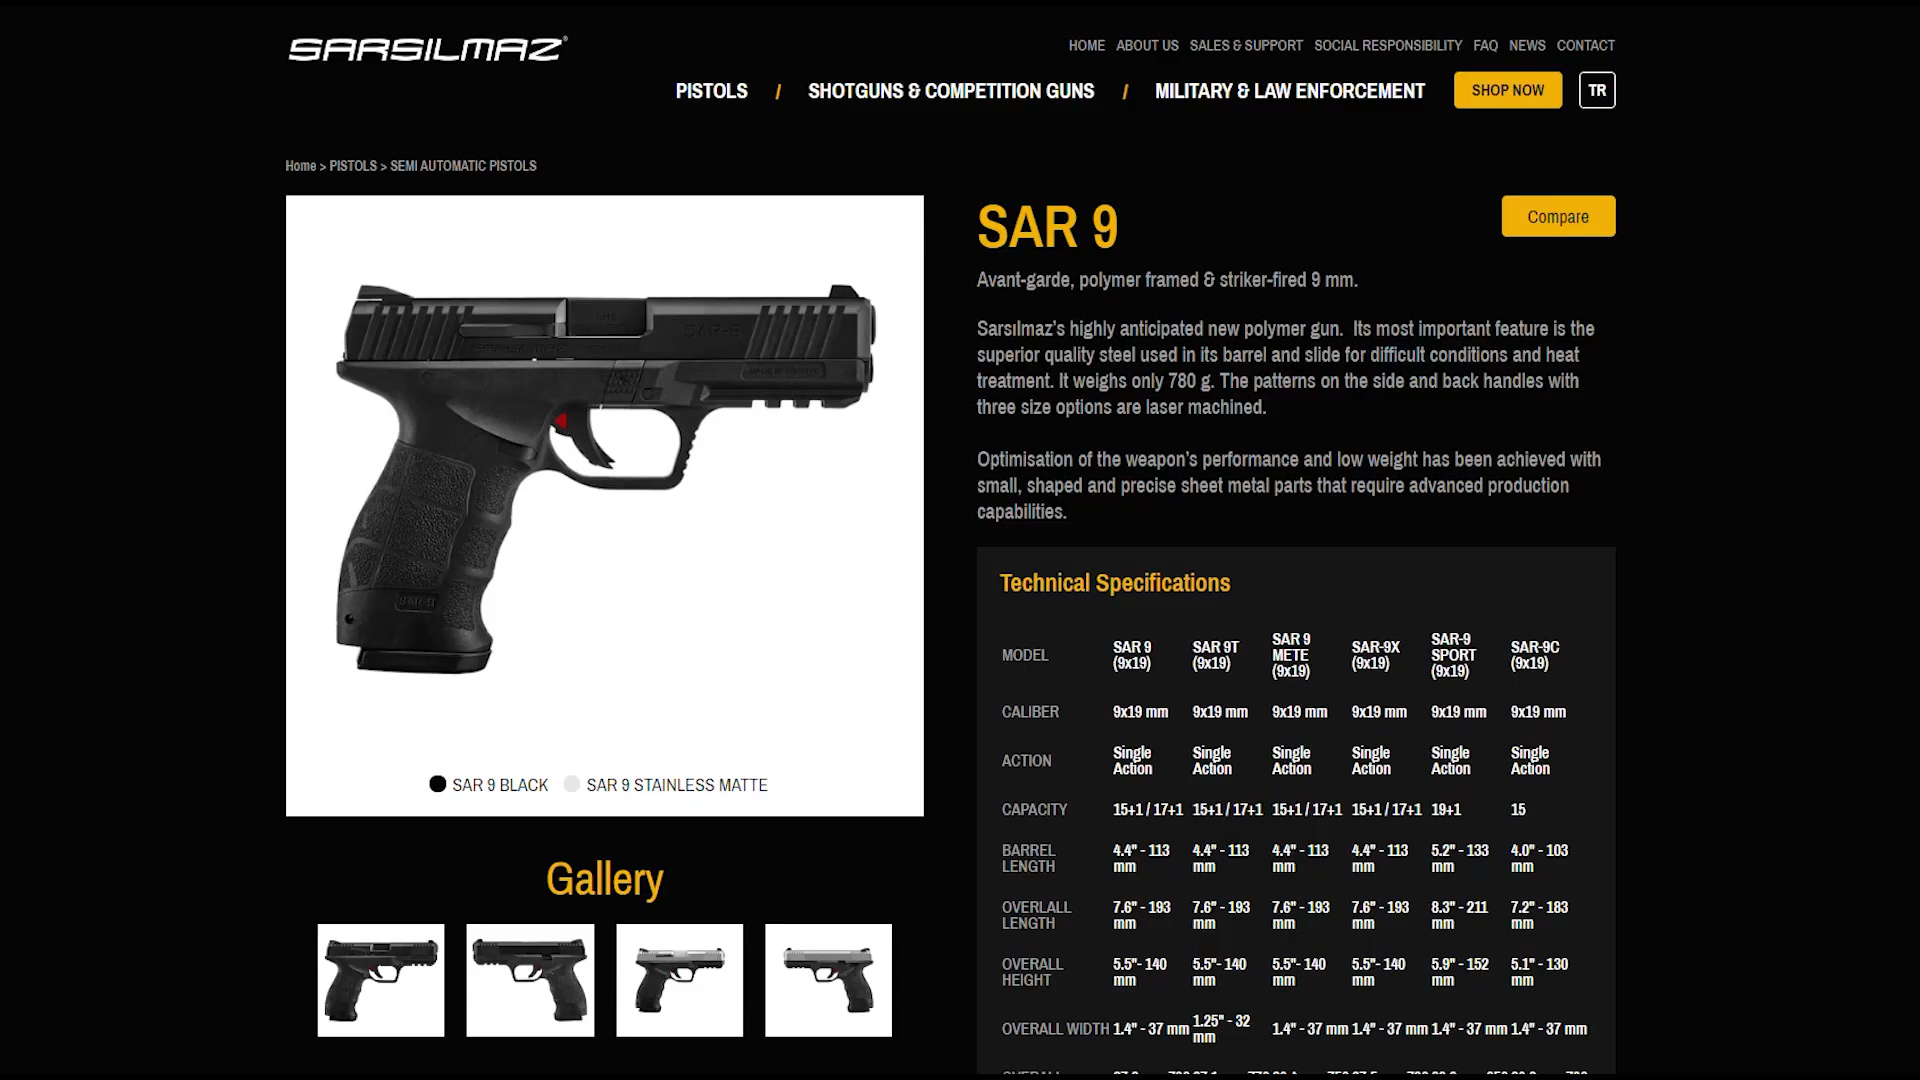 SARSILMAZ®
HOME ABOUT US SALES & SUPPORT SOCIAL RESPONSIBILITY FAQ NEWS CONTACT
PISTOLS / SHOTGUNS & COMPETITION GUNS / MILITARY & LAW ENFORCEMENT SHOP NOW TR
Home > PISTOLS > SEMI AUTOMATIC PISTOLS
SAR-9
SAR-9
SAR 9 BLACK SAR 9 STAINLESS MATTE
Gallery
SAR 9
Compare
Avant-garde, polymer framed & striker-fired 9 mm.
Sarsılmaz’s highly anticipated new polymer gun. Its most important feature is the
superior quality steel used in its barrel and slide for difficult conditions and heat
treatment. It weighs only 780 g. The patterns on the side and back handles with
three size options are laser machined.
Optimisation of the weapon’s performance and low weight has been achieved with
small, shaped and precise sheet metal parts that require advanced production
capabilities.
Technical Specifications
MODEL SAR 9 (9x19) SAR 9T (9x19) SAR 9 METE (9x19) SAR-9X (9x19) SAR-9 SPORT (9x19) SAR-9C (9x19)
CALIBER 9x19 mm 9x19 mm 9x19 mm 9x19 mm 9x19 mm 9x19 mm
ACTION Single Action Single Action Single Action Single Action Single Action Single Action
CAPACITY 15+1 / 17+1 15+1 / 17+1 15+1 / 17+1 15+1 / 17+1 19+1 15
BARREL LENGTH 4.4" - 113 mm 4.4" - 113 mm 4.4" - 113 mm 4.4" - 113 mm 5.2" - 133 mm 4.0" - 103 mm
OVERLALL LENGTH 7.6" - 193 mm 7.6" - 193 mm 7.6" - 193 mm 7.6" - 193 mm 8.3" - 211 mm 7.2" - 183 mm
OVERALL HEIGHT 5.5"- 140 mm 5.5"- 140 mm 5.5"- 140 mm 5.5"- 140 mm 5.9" - 152 mm 5.1" - 130 mm
OVERALL WIDTH 1.4" - 37 mm 1.25" - 32 mm 1.4" - 37 mm 1.4" - 37 mm 1.4" - 37 mm 1.4" - 37 mm